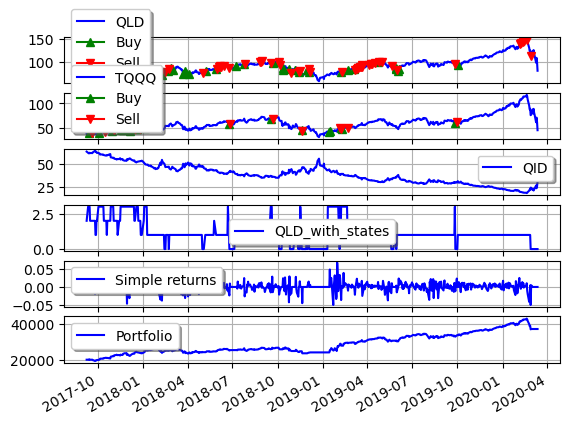 QLD
Buy
Sell
150
100
TQQQ
Buy
Sell
100
50
QID
50
25
QLD_with_states
2.5
0.0
Simple returns
0.05
0.00
−0.05
Portfolio
40000
20000
2017-10
2018-01
2018-04
2018-07
2018-10
2019-01
2019-04
2019-07
2019-10
2020-01
2020-04